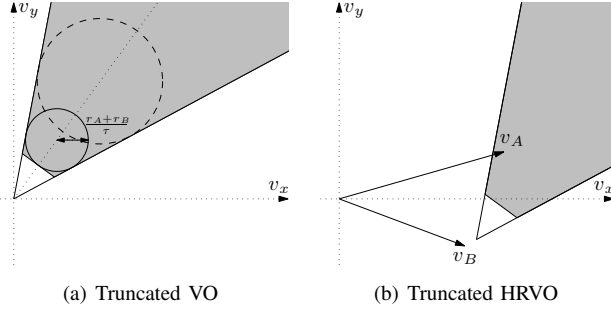 v_y
r_A+r_B
τ
v_x
(a) Truncated VO
v_y
v_A
v_x
v_B
(b) Truncated HRVO